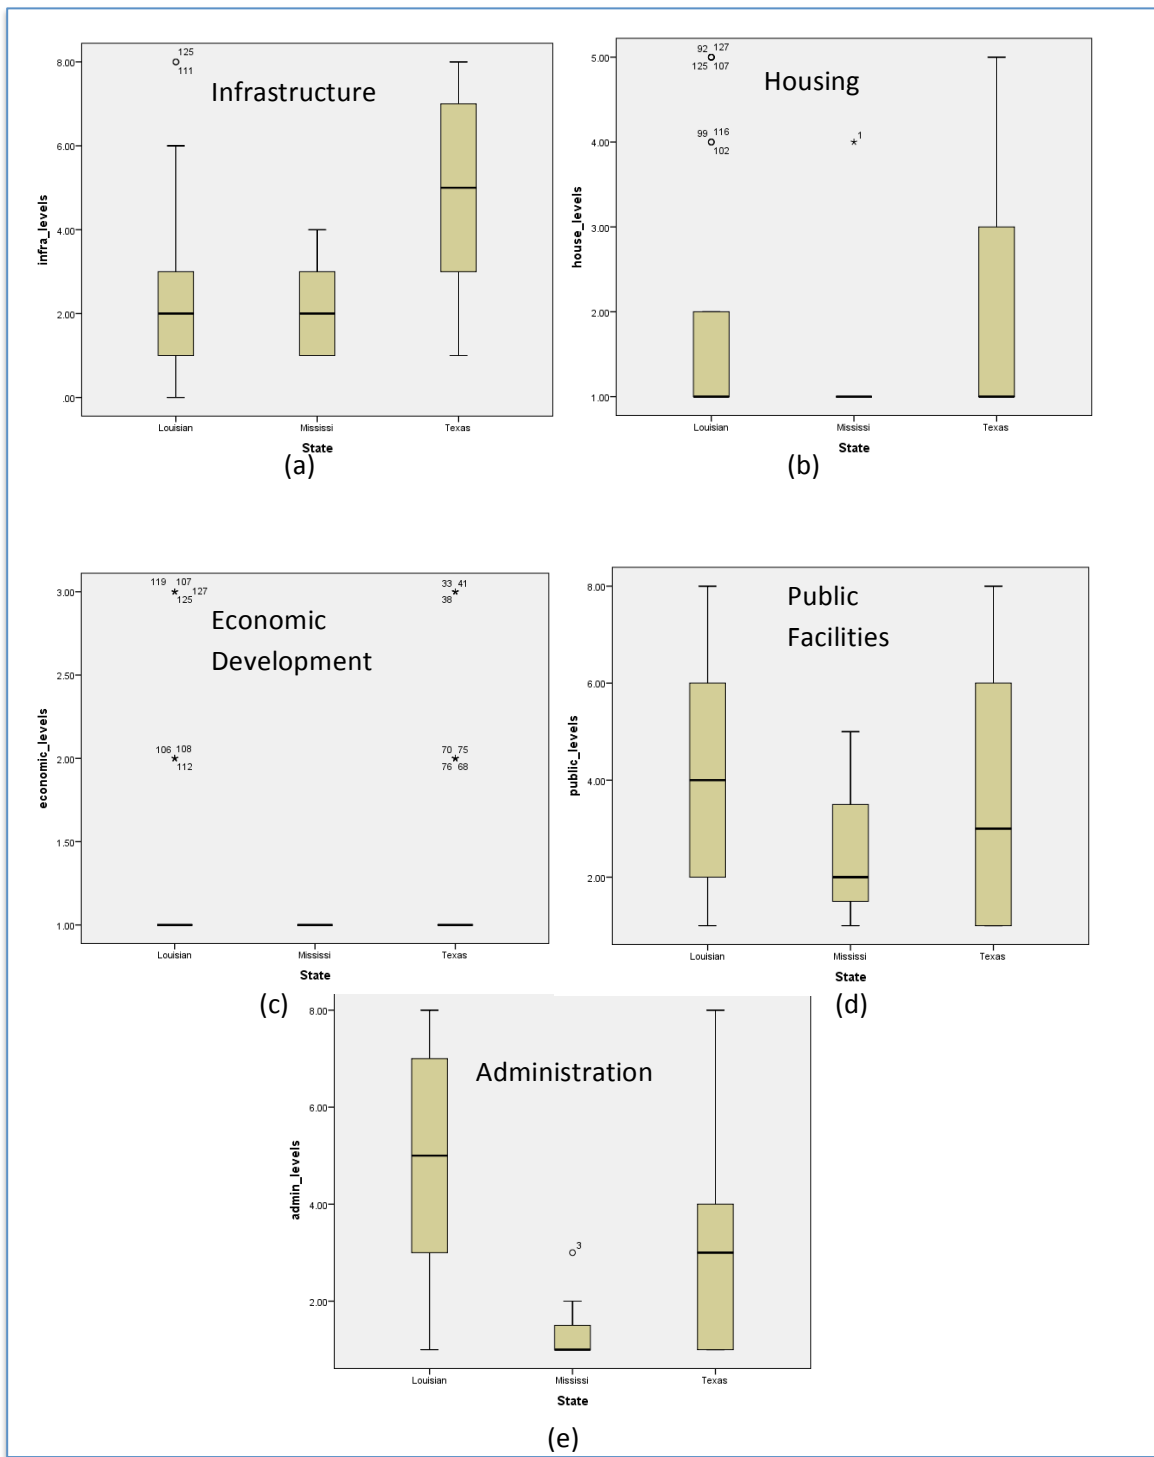 125
8.00
111
Infrastructure
6.00
4.00
2.00
.00
infra_levels
Louisian Mississi Texas
State
(a)
92 127
5.00
125 107
Housing
99 116
4.00
102
1
3.00
2.00
1.00
house_levels
Louisian Mississi Texas
State
(b)
119 107
3.00
127
125
33 41
38
Economic
Development
2.50
106 108
2.00
112
70 75
76 68
1.50
1.00
economic_levels
Louisian Mississi Texas
State
(c)
8.00
Public
Facilities
6.00
4.00
2.00
public_levels
Louisian Mississi Texas
State
(d)
8.00
Administration
6.00
4.00
3
2.00
admin_levels
Louisian Mississi Texas
State
(e)